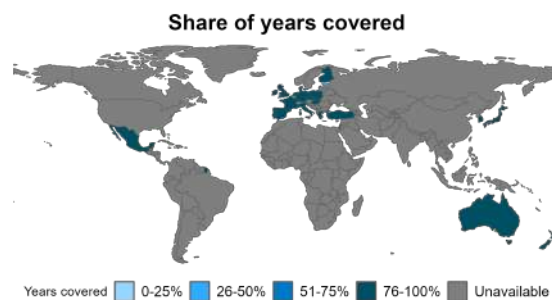 Share of years covered
Years covered 0-25% 26-50% 51-75% 76-100% Unavailable